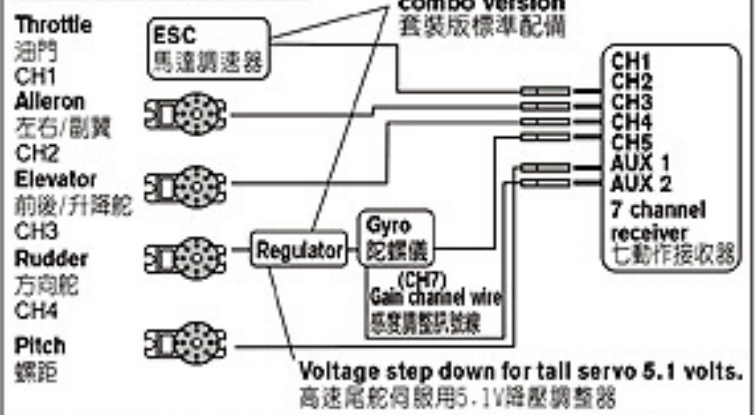 combo version
套裝版標準配備
Throttle
油門
CH1
ESC
馬達調速器
Aileron
左右/副翼
CH2
Elevator
前後/升降舵
CH3
Rudder
方向舵
CH4
Pitch
螺距
Regulator
Gyro
陀螺儀
(CH7)
Gain channel wire
感度調整訊號線
CH1
CH2
CH3
CH4
CH5
AUX 1
AUX 2
7 channel
receiver
七動作接收器
Voltage step down for tail servo 5.1 volts.
高速尾舵伺服用5.1V降壓調整器